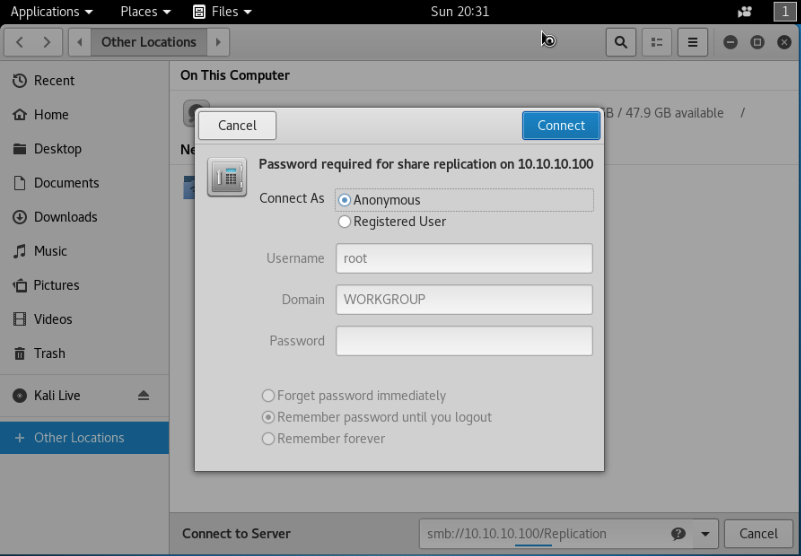 Applications Places Files Sun 20:31 1
Other Locations
Recent
Home
Desktop
Documents
Downloads
Music
Pictures
Videos
Trash
Kali Live
+ Other Locations
On This Computer
B / 47.9 GB available /
Ne
Cancel Connect
Password required for share replication on 10.10.10.100
Connect As Anonymous
Registered User
Username root
Domain WORKGROUP
Password
Forget password immediately
Remember password until you logout
Remember forever
Connect to Server smb://10.10.10.100/Replication ? Cancel